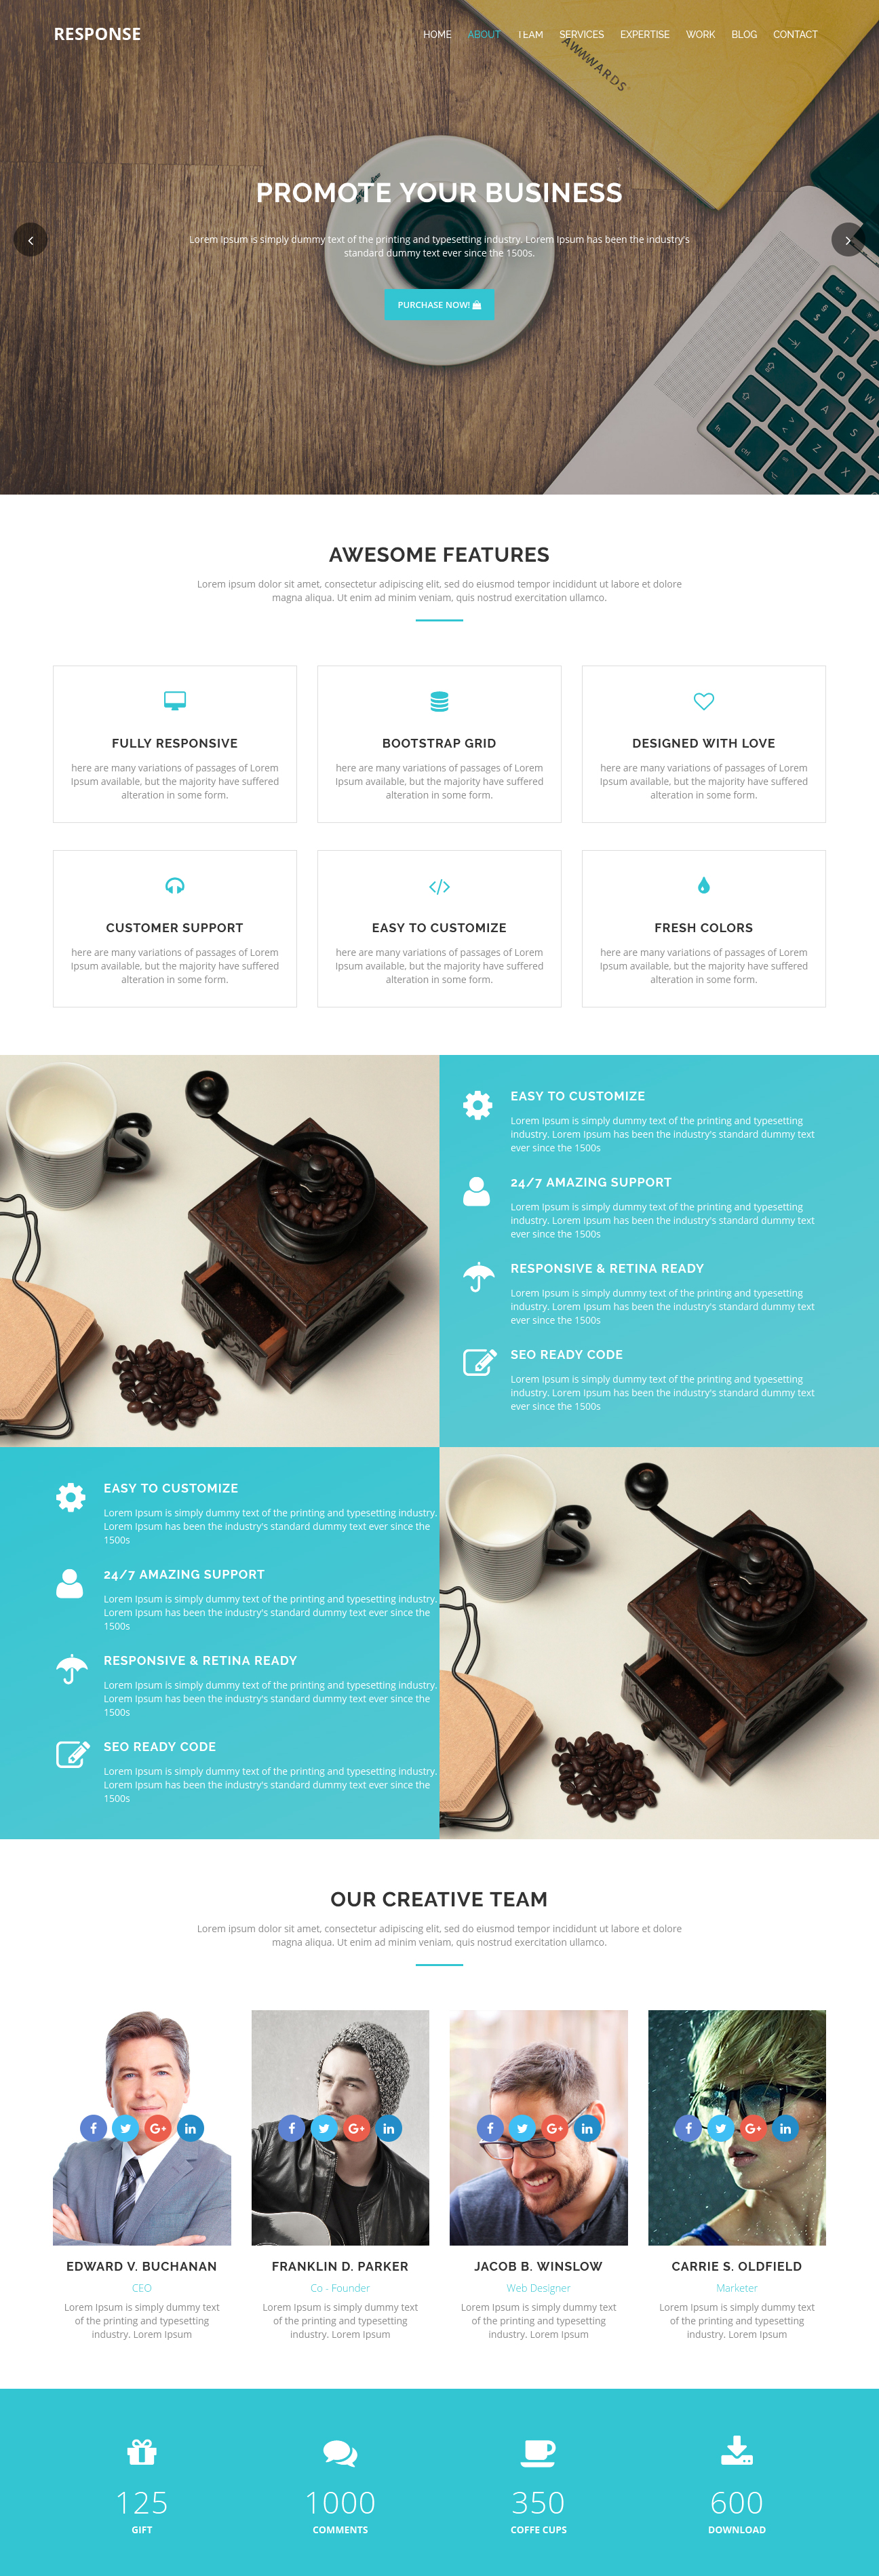 RESPONSE
HOME ABOUT TEAM SERVICES EXPERTISE WORK BLOG CONTACT
AWWWARDS
PROMOTE YOUR BUSINESS
Lorem Ipsum is simply dummy text of the printing and typesetting industry. Lorem Ipsum has been the industry's
standard dummy text ever since the 1500s.
PURCHASE NOW!
AWESOME FEATURES
Lorem ipsum dolor sit amet, consectetur adipiscing elit, sed do eiusmod tempor incididunt ut labore et dolore
magna aliqua. Ut enim ad minim veniam, quis nostrud exercitation ullamco.
FULLY RESPONSIVE
here are many variations of passages of Lorem
Ipsum available, but the majority have suffered
alteration in some form.
BOOTSTRAP GRID
here are many variations of passages of Lorem
Ipsum available, but the majority have suffered
alteration in some form.
DESIGNED WITH LOVE
here are many variations of passages of Lorem
Ipsum available, but the majority have suffered
alteration in some form.
CUSTOMER SUPPORT
here are many variations of passages of Lorem
Ipsum available, but the majority have suffered
alteration in some form.
EASY TO CUSTOMIZE
here are many variations of passages of Lorem
Ipsum available, but the majority have suffered
alteration in some form.
FRESH COLORS
here are many variations of passages of Lorem
Ipsum available, but the majority have suffered
alteration in some form.
EASY TO CUSTOMIZE
Lorem Ipsum is simply dummy text of the printing and typesetting
industry. Lorem Ipsum has been the industry's standard dummy text
ever since the 1500s
24/7 AMAZING SUPPORT
Lorem Ipsum is simply dummy text of the printing and typesetting
industry. Lorem Ipsum has been the industry's standard dummy text
ever since the 1500s
RESPONSIVE & RETINA READY
Lorem Ipsum is simply dummy text of the printing and typesetting
industry. Lorem Ipsum has been the industry's standard dummy text
ever since the 1500s
SEO READY CODE
Lorem Ipsum is simply dummy text of the printing and typesetting
industry. Lorem Ipsum has been the industry's standard dummy text
ever since the 1500s
EASY TO CUSTOMIZE
Lorem Ipsum is simply dummy text of the printing and typesetting industry.
Lorem Ipsum has been the industry's standard dummy text ever since the
1500s
24/7 AMAZING SUPPORT
Lorem Ipsum is simply dummy text of the printing and typesetting industry.
Lorem Ipsum has been the industry's standard dummy text ever since the
1500s
RESPONSIVE & RETINA READY
Lorem Ipsum is simply dummy text of the printing and typesetting industry.
Lorem Ipsum has been the industry's standard dummy text ever since the
1500s
SEO READY CODE
Lorem Ipsum is simply dummy text of the printing and typesetting industry.
Lorem Ipsum has been the industry's standard dummy text ever since the
1500s
OUR CREATIVE TEAM
Lorem ipsum dolor sit amet, consectetur adipiscing elit, sed do eiusmod tempor incididunt ut labore et dolore
magna aliqua. Ut enim ad minim veniam, quis nostrud exercitation ullamco.
EDWARD V. BUCHANAN
CEO
Lorem Ipsum is simply dummy text
of the printing and typesetting
industry. Lorem Ipsum
FRANKLIN D. PARKER
Co - Founder
Lorem Ipsum is simply dummy text
of the printing and typesetting
industry. Lorem Ipsum
JACOB B. WINSLOW
Web Designer
Lorem Ipsum is simply dummy text
of the printing and typesetting
industry. Lorem Ipsum
CARRIE S. OLDFIELD
Marketer
Lorem Ipsum is simply dummy text
of the printing and typesetting
industry. Lorem Ipsum
125
GIFT
1000
COMMENTS
350
COFFE CUPS
600
DOWNLOAD